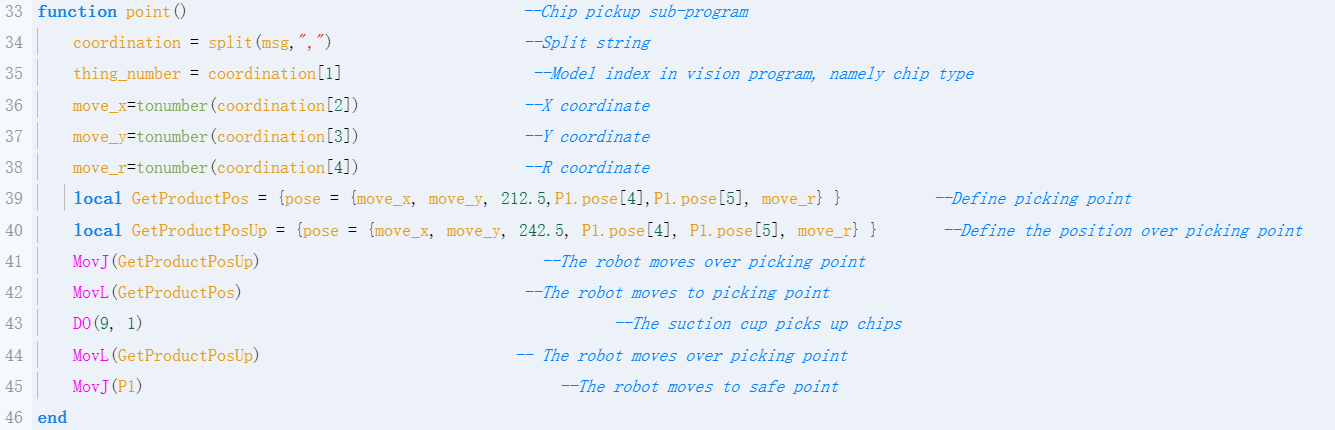 33 function point() --Chip pickup sub-program
34 coordination = split(msg,",") --Split string
35 thing_number = coordination[1] --Model index in vision program, namely chip type
36 move_x=tonumber(coordination[2]) --X coordinate
37 move_y=tonumber(coordination[3]) --Y coordinate
38 move_r=tonumber(coordination[4]) --R coordinate
39 local GetProductPos = {pose = {move_x, move_y, 212.5,P1.pose[4],P1.pose[5], move_r} } --Define picking point
40 local GetProductPosUp = {pose = {move_x, move_y, 242.5, P1.pose[4], P1.pose[5], move_r} } --Define the position over picking point
41 MovJ(GetProductPosUp) --The robot moves over picking point
42 MovL(GetProductPos) --The robot moves to picking point
43 DO(9, 1) --The suction cup picks up chips
44 MovL(GetProductPosUp) -- The robot moves over picking point
45 MovJ(P1) --The robot moves to safe point
46 end